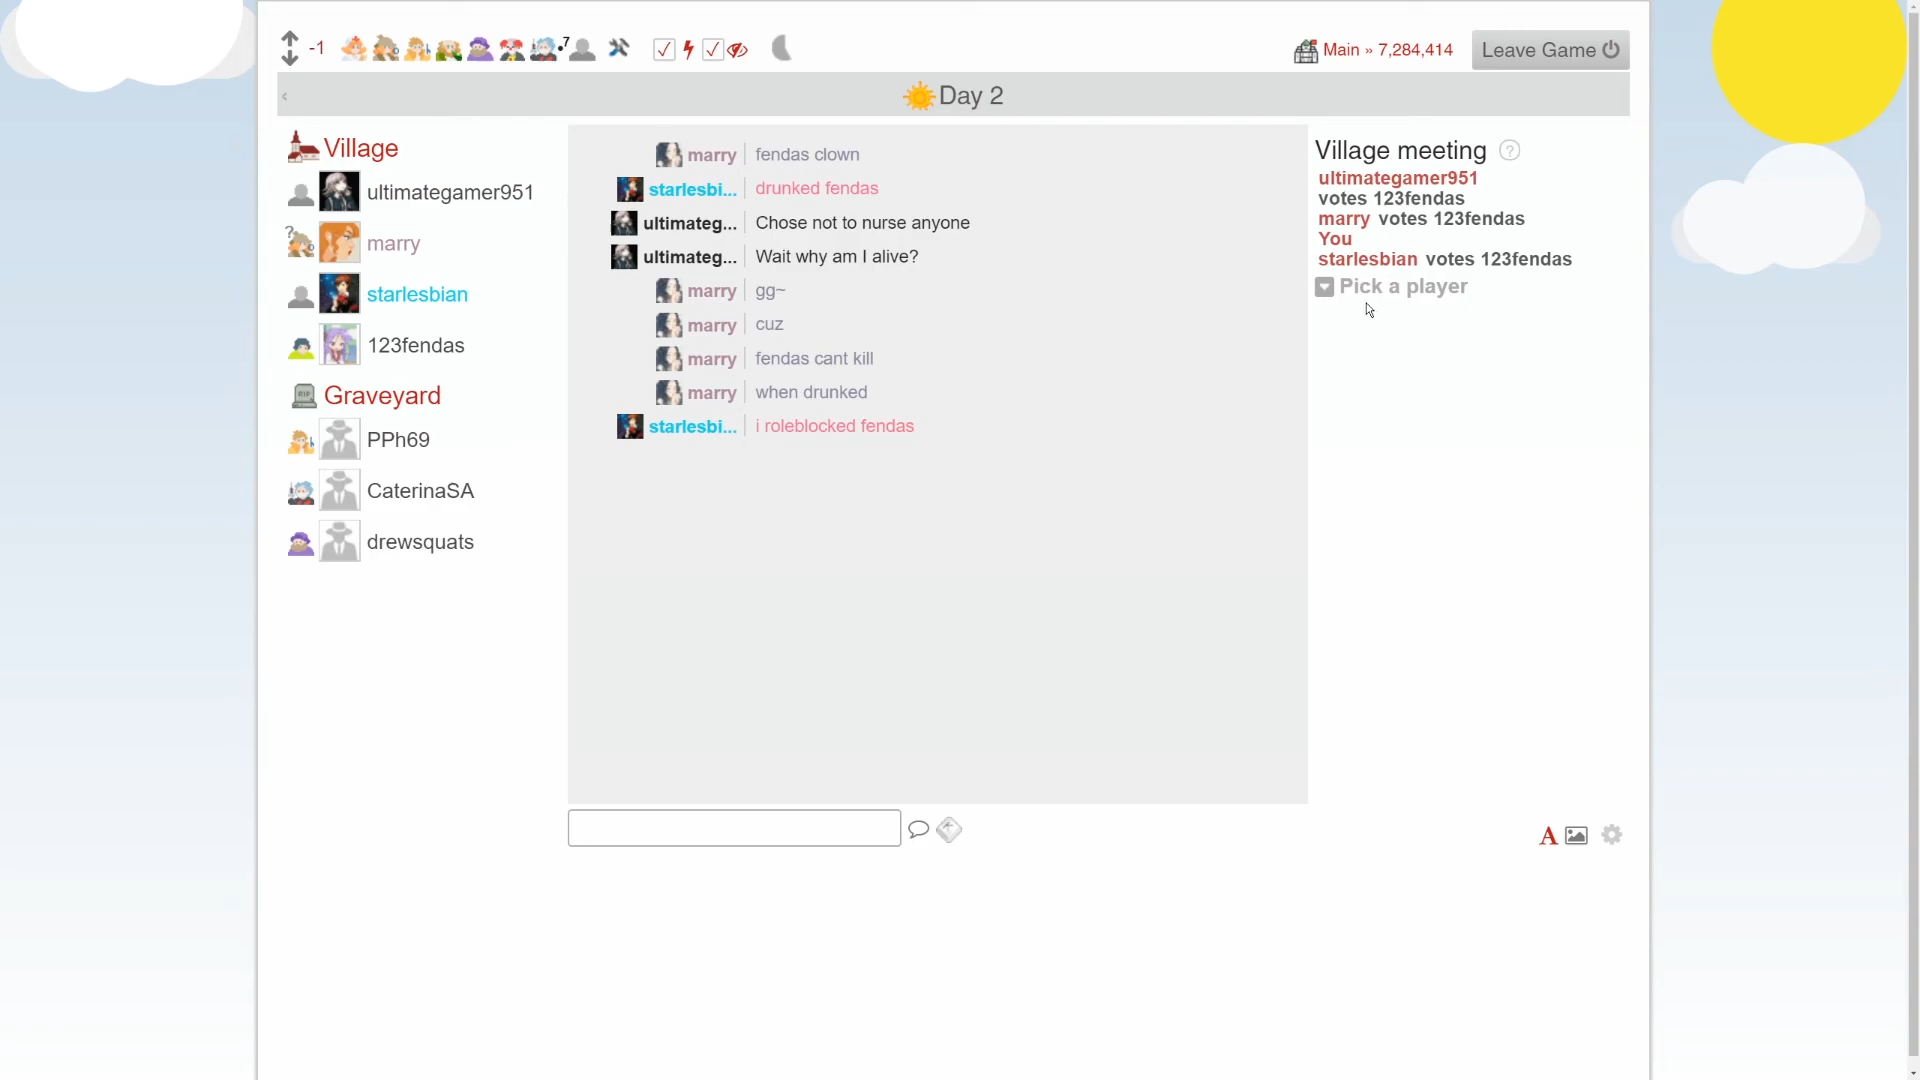 -1
7
Main » 7,284,414
Leave Game
‹
Day 2
Village
ultimategamer951
?
marry
starlesbian
123fendas
Graveyard
RIP
PPh69
CaterinaSA
drewsquats
marry fendas clown
starlesbi... drunked fendas
ultimateg... Chose not to nurse anyone
ultimateg... Wait why am I alive?
marry gg~
marry cuz
marry fendas cant kill
marry when drunked
starlesbi... i roleblocked fendas
Village meeting ?
ultimategamer951
votes 123fendas
marry votes 123fendas
You
starlesbian votes 123fendas
Pick a player
A